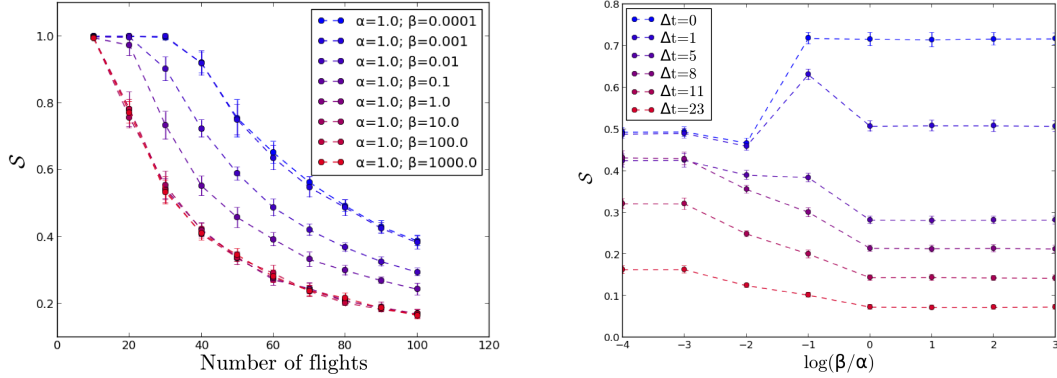 α=1.0; β=0.0001
α=1.0; β=0.001
α=1.0; β=0.01
α=1.0; β=0.1
α=1.0; β=1.0
α=1.0; β=10.0
α=1.0; β=100.0
α=1.0; β=1000.0
1.0
0.8
0.6
0.4
0.2
S
0 20 40 60 80 100 120
Number of flights
Δt=0
Δt=1
Δt=5
Δt=8
Δt=11
Δt=23
0.8
0.7
0.6
0.5
0.4
0.3
0.2
0.1
0.0
S
−4 −3 −2 −1 0 1 2 3
log(β/α)